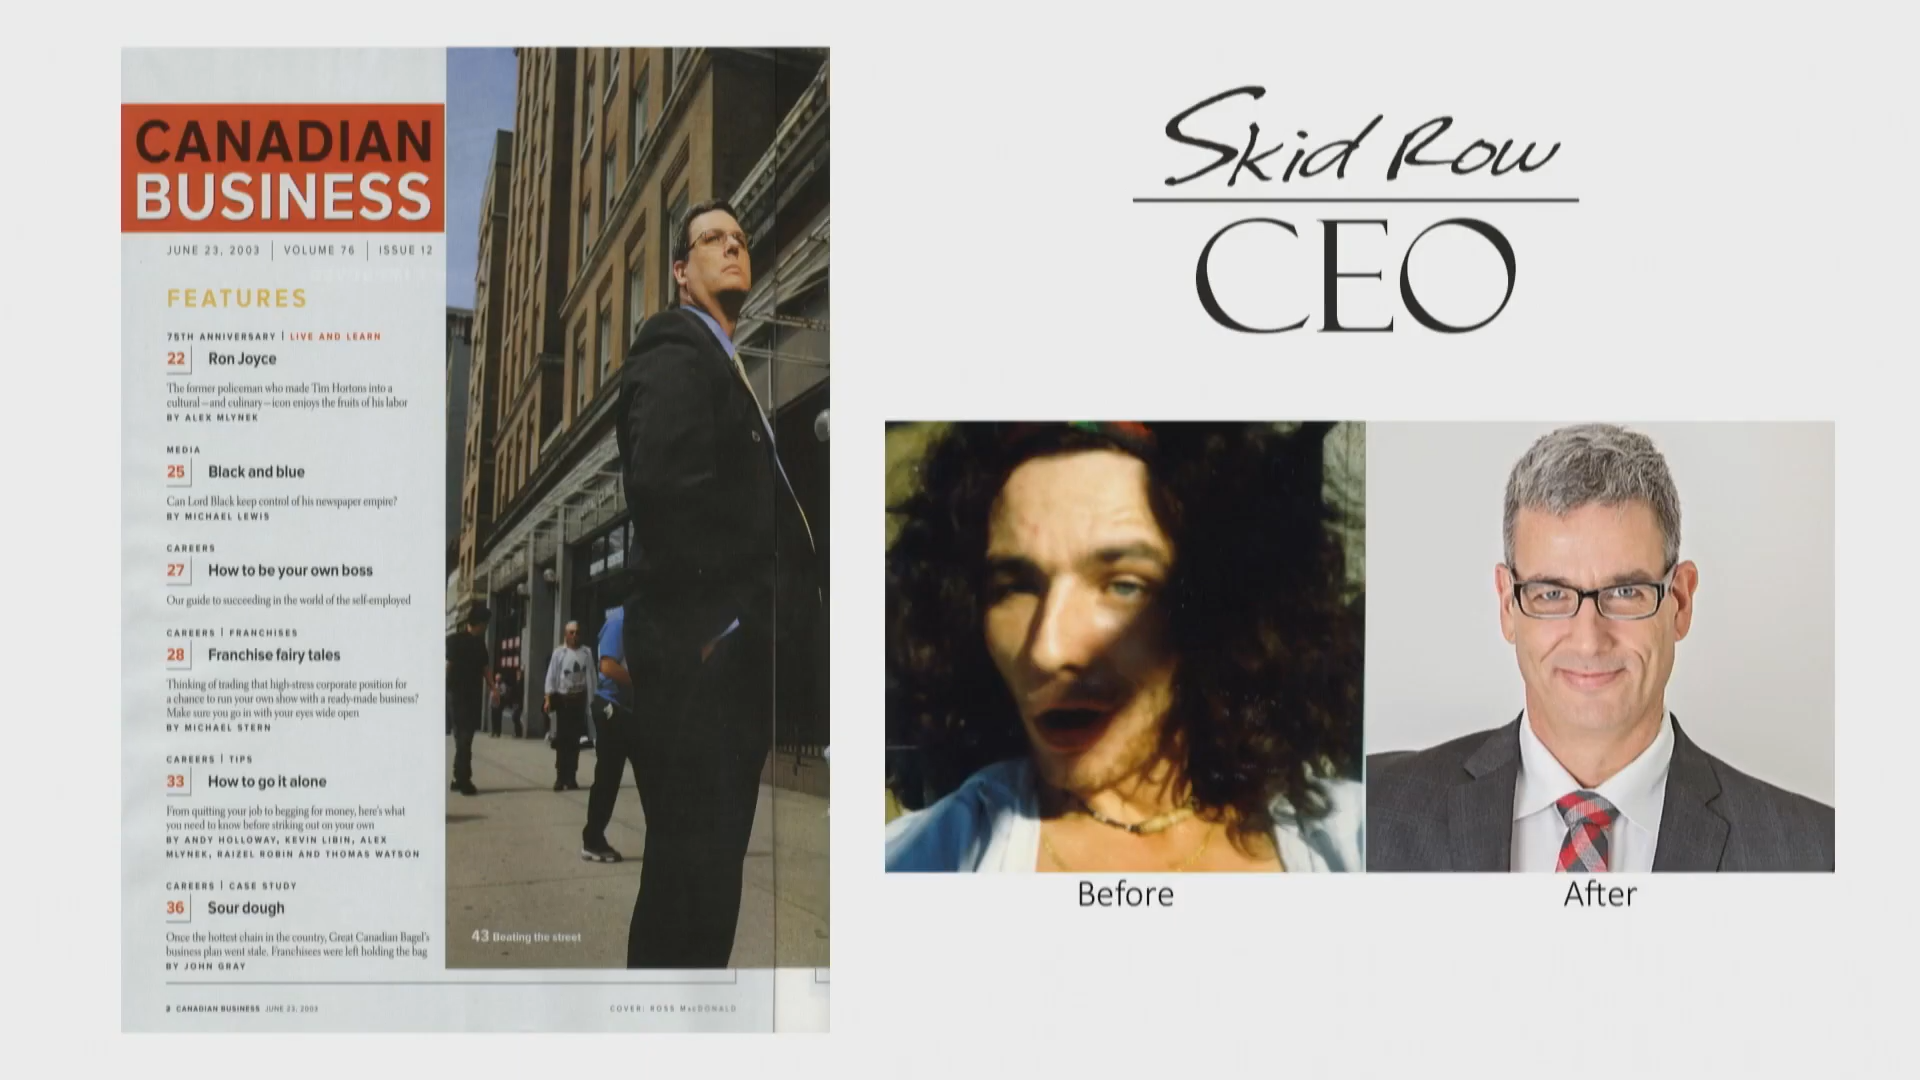 CANADIAN
BUSINESS
JUNE 23, 2003 | VOLUME 76 | ISSUE 12
FEATURES
75TH ANNIVERSARY | LIVE AND LEARN
22 Ron Joyce
The former policeman who made Tim Hortons into a
cultural—and culinary—icon enjoys the fruits of his labor
BY ALEX MLYNEK
MEDIA
25 Black and blue
Can Lord Black keep control of his newspaper empire?
BY MICHAEL LEWIS
CAREERS
27 How to be your own boss
Our guide to succeeding in the world of the self-employed
CAREERS | FRANCHISES
28 Franchise fairy tales
Thinking of trading that high-stress corporate position for
a chance to run your own show with a ready-made business?
Make sure you go in with your eyes wide open
BY MICHAEL STERN
CAREERS | TIPS
33 How to go it alone
From quitting your job to begging for money, here's what
you need to know before striking out on your own
BY ANDY HOLLOWAY, KEVIN LIBIN, ALEX
MLYNEK, RAIZEL ROBIN AND THOMAS WATSON
CAREERS | CASE STUDY
36 Sour dough
Once the hottest chain in the country, Great Canadian Bagel's
business plan went stale. Franchisees were left holding the bag
BY JOHN GRAY
43 Beating the street
2 CANADIAN BUSINESS JUNE 23, 2003
COVER: ROSS MacDONALD
Skid Row
CEO
Before
After